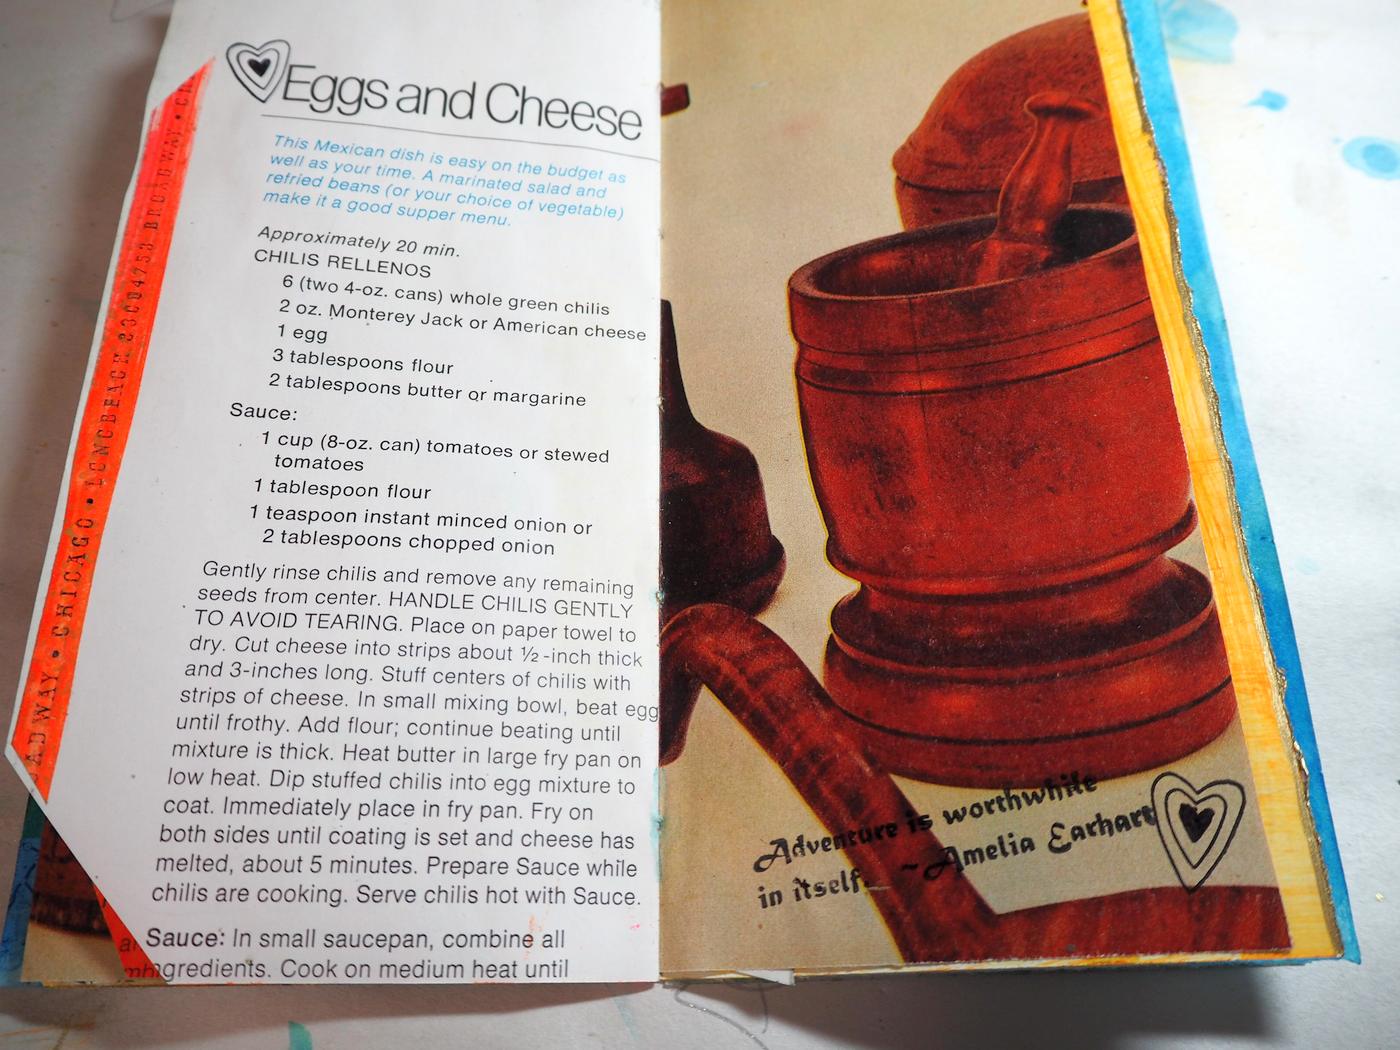 Eggs and Cheese
This Mexican dish is easy on the budget as
well as your time. A marinated salad and
refried beans (or your choice of vegetable)
make it a good supper menu.
Approximately 20 min.
CHILIS RELLENOS
6 (two 4-oz. cans) whole green chilis
2 oz. Monterey Jack or American cheese
1 egg
3 tablespoons flour
2 tablespoons butter or margarine
Sauce:
1 cup (8-oz. can) tomatoes or stewed
tomatoes
1 tablespoon flour
1 teaspoon instant minced onion or
2 tablespoons chopped onion
Gently rinse chilis and remove any remaining
seeds from center. HANDLE CHILIS GENTLY
TO AVOID TEARING. Place on paper towel to
dry. Cut cheese into strips about ½-inch thick
and 3-inches long. Stuff centers of chilis with
strips of cheese. In small mixing bowl, beat egg
until frothy. Add flour; continue beating until
mixture is thick. Heat butter in large fry pan on
low heat. Dip stuffed chilis into egg mixture to
coat. Immediately place in fry pan. Fry on
both sides until coating is set and cheese has
melted, about 5 minutes. Prepare Sauce while
chilis are cooking. Serve chilis hot with Sauce.
Sauce: In small saucepan, combine all
ingredients. Cook on medium heat until
ADWAY • CHICAGO • LONGBEACH BROADWAY •
Adventure is worthwhile
in itself. ~Amelia Earhart